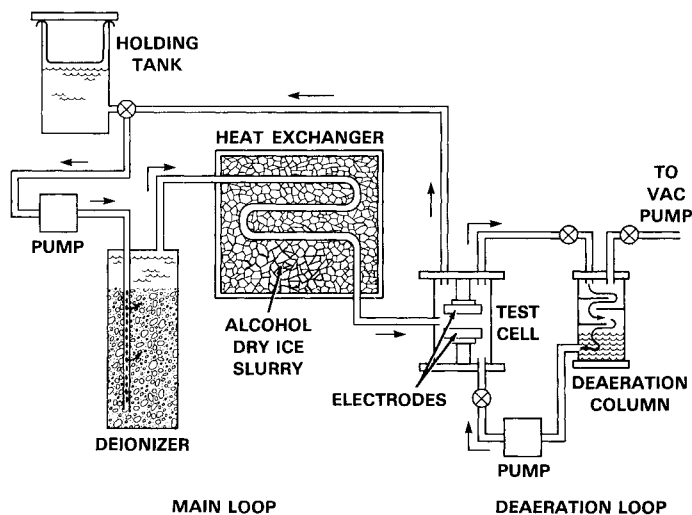 HOLDING
TANK
HEAT EXCHANGER
TO
VAC
PUMP
PUMP
ALCOHOL
DRY ICE
SLURRY
TEST
CELL
ELECTRODES
DEAERATION
COLUMN
DEIONIZER
PUMP
MAIN LOOP
DEAERATION LOOP